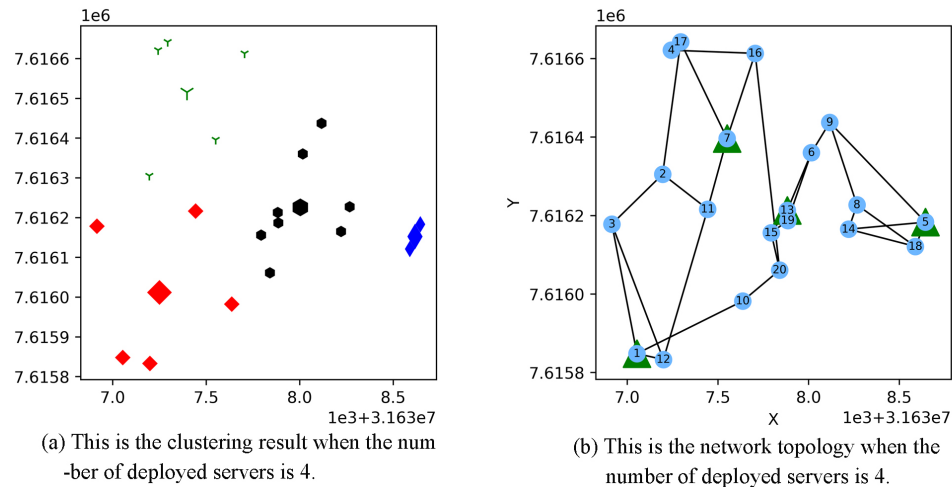 1e6
7.6166
7.6165
7.6164
7.6163
7.6162
7.6161
7.6160
7.6159
7.6158
7.0 7.5 8.0 8.5
1e3+3.163e7
(a) This is the clustering result when the num
-ber of deployed servers is 4.
1e6
7.6166
7.6164
7.6162
7.6160
7.6158
Y
17
4
16
9
7
6
2
8
13
11
3
19
5
14
15
18
20
10
1
12
7.0 7.5 8.0 8.5
X
1e3+3.163e7
(b) This is the network topology when the
number of deployed servers is 4.